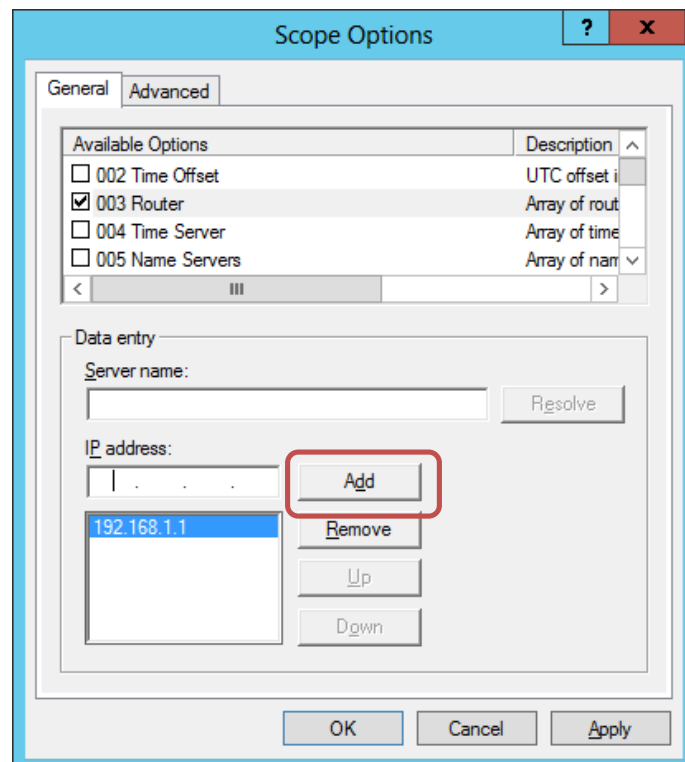 Scope Options
?
x
General
Advanced
Available Options
Description
002 Time Offset
UTC offset i
003 Router
Array of rout
004 Time Server
Array of time
005 Name Servers
Array of nam
Data entry
Server name:
Resolve
IP address:
. . .
Add
192.168.1.1
Remove
Up
Down
OK
Cancel
Apply